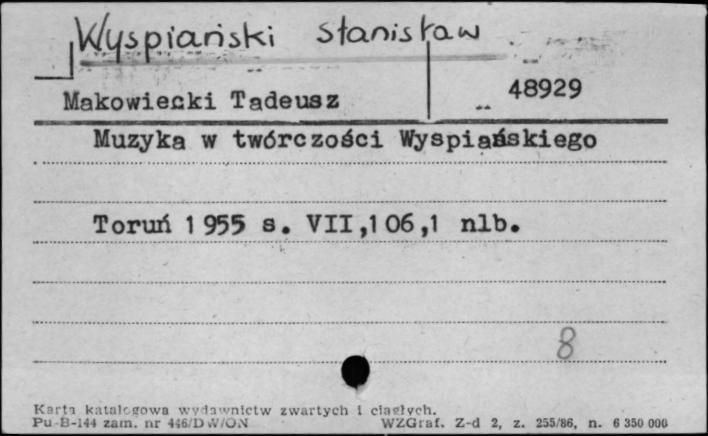 Wyspiański Stanisław
Makowiecki Tadeusz 48929
Muzyka w twórczości Wyspiańskiego
Toruń 1955 s. VII,106,1 nlb.
8
Karta katalogowa wydawnictw zwartych i ciągłych.
Pu-B-144 zam. nr 446/DW/ON WZGraf. Z-d 2, z. 255/86, n. 6 350 000